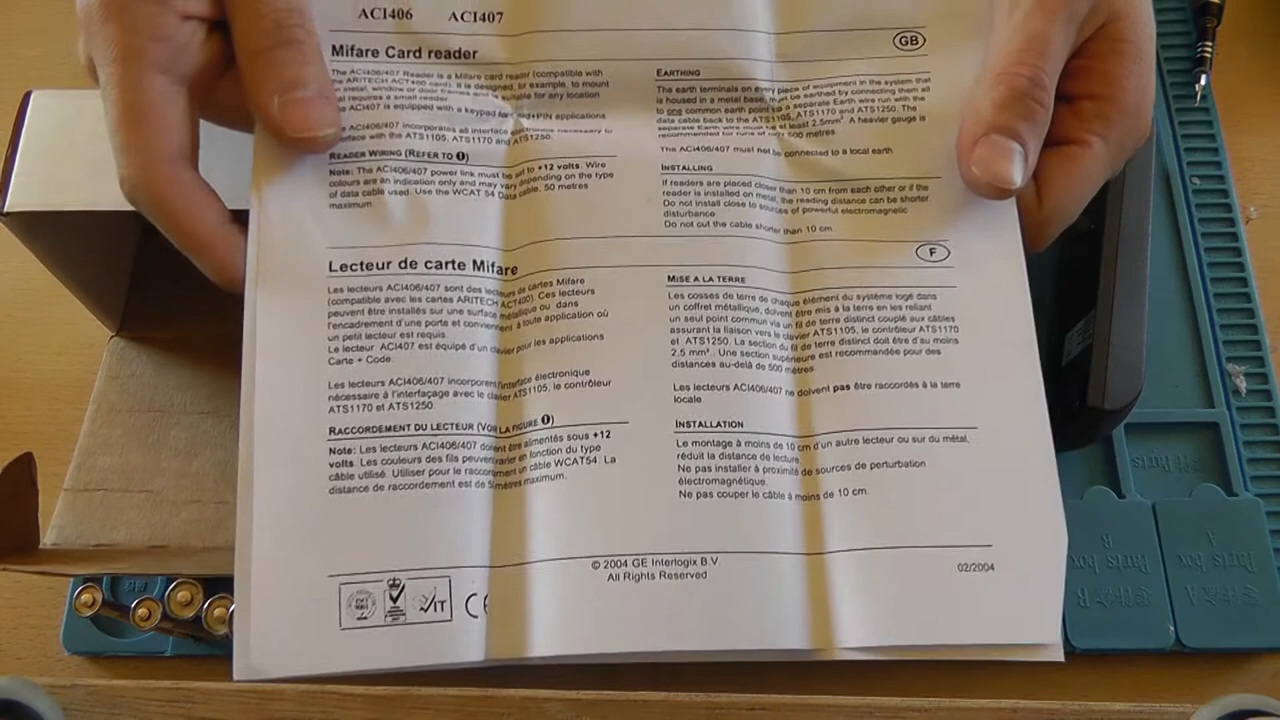 ACI406 ACI407
Mifare Card reader
GB
The ACI406/407 Reader is a Mifare card reader (compatible with
the ARITECH ACT400 card). It is designed, for example, to mount
metal, window or door frames and is suitable for any location
requires a small reader
ACI407 is equipped with a keypad for Card+PIN applications.
ACI406/407 incorporates all interface electronics necessary to
with the ATS1105, ATS1170 and ATS1250.
READER WIRING (REFER TO ❶)
Note: The ACI406/407 power link must be set to +12 volts. Wire
colours are an indication only and may vary depending on the type
of data cable used. Use the WCAT 54 Data cable, 50 metres
maximum.
EARTHING
The earth terminals on every piece of equipment in the system that
is housed in a metal base, must be earthed by connecting them all
to one common earth point via a separate Earth wire run with the
data cable back to the ATS1105, ATS1170 and ATS1250. The
separate Earth wire must be at least 2.5mm². A heavier gauge is
recommended for runs of over 500 metres.
The ACI406/407 must not be connected to a local earth
INSTALLING
If readers are placed closer than 10 cm from each other or if the
reader is installed on metal, the reading distance can be shorter.
Do not install close to sources of powerful electromagnetic
disturbance.
Do not cut the cable shorter than 10 cm.
Lecteur de carte Mifare
F
Les lecteurs ACI406/407 sont des lecteurs de cartes Mifare
(compatible avec les cartes ARITECH ACT400). Ces lecteurs
peuvent être installés sur une surface métallique ou dans
l'encadrement d'une porte et conviennent à toute application où
un petit lecteur est requis.
Le lecteur ACI407 est équipé d'un clavier pour les applications
Carte + Code.
Les lecteurs ACI406/407 incorporent l'interface électronique
nécessaire à l'interfaçage avec le clavier ATS1105, le contrôleur
ATS1170 et ATS1250.
RACCORDEMENT DU LECTEUR (VOIR LA FIGURE ❶)
Note: Les lecteurs ACI406/407 doivent être alimentés sous +12
volts. Les couleurs des fils peuvent varier en fonction du type
câble utilisé. Utiliser pour le raccordement un câble WCAT54. La
distance de raccordement est de mètres maximum.
MISE A LA TERRE
Les cosses de terre de chaque élément du système logé dans
un coffret métallique, doivent être mis à la terre en les reliant
un seul point commun via un fil de terre distinct couplé aux câbles
assurant la liaison vers le clavier ATS1105, le contrôleur ATS1170
et ATS1250. La section du fil de terre distinct doit être d'au moins
2,5 mm². Une section supérieure est recommandée pour des
distances au-delà de 500 mètres.
Les lecteurs ACI406/407 ne doivent pas être raccordés à la terre
locale.
INSTALLATION
Le montage à moins de 10 cm d'un autre lecteur ou sur du métal,
réduit la distance de lecture.
Ne pas installer à proximité de sources de perturbation
électromagnétique.
Ne pas couper le câble à moins de 10 cm.
© 2004 GE Interlogix B.V.
All Rights Reserved
02/2004
VIT CE
Parts
Parts box
B
Parts box
A